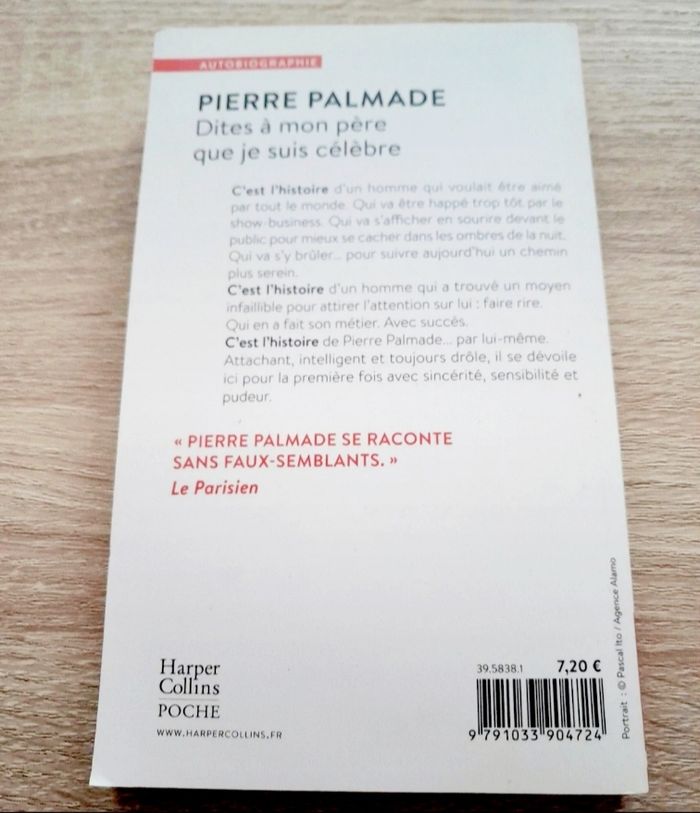 AUTOBIOGRAPHIE
PIERRE PALMADE
Dites à mon père
que je suis célèbre
C'est l'histoire d'un homme qui voulait être aimé
par tout le monde. Qui va être happé trop tôt par le
show-business. Qui va s'afficher en sourire devant le
public pour mieux se cacher dans les ombres de la nuit.
Qui va s'y brûler... pour suivre aujourd'hui un chemin
plus serein.
C'est l'histoire d'un homme qui a trouvé un moyen
infaillible pour attirer l'attention sur lui : faire rire.
Qui en a fait son métier. Avec succès.
C'est l'histoire de Pierre Palmade... par lui-même.
Attachant, intelligent et toujours drôle, il se dévoile
ici pour la première fois avec sincérité, sensibilité et
pudeur.
« PIERRE PALMADE SE RACONTE
SANS FAUX-SEMBLANTS. »
Le Parisien
Harper
Collins
POCHE
WWW.HARPERCOLLINS.FR
39.5838.1 7,20 €
9 791033 904724
Portrait : © Pascal Ito / Agence Alamo